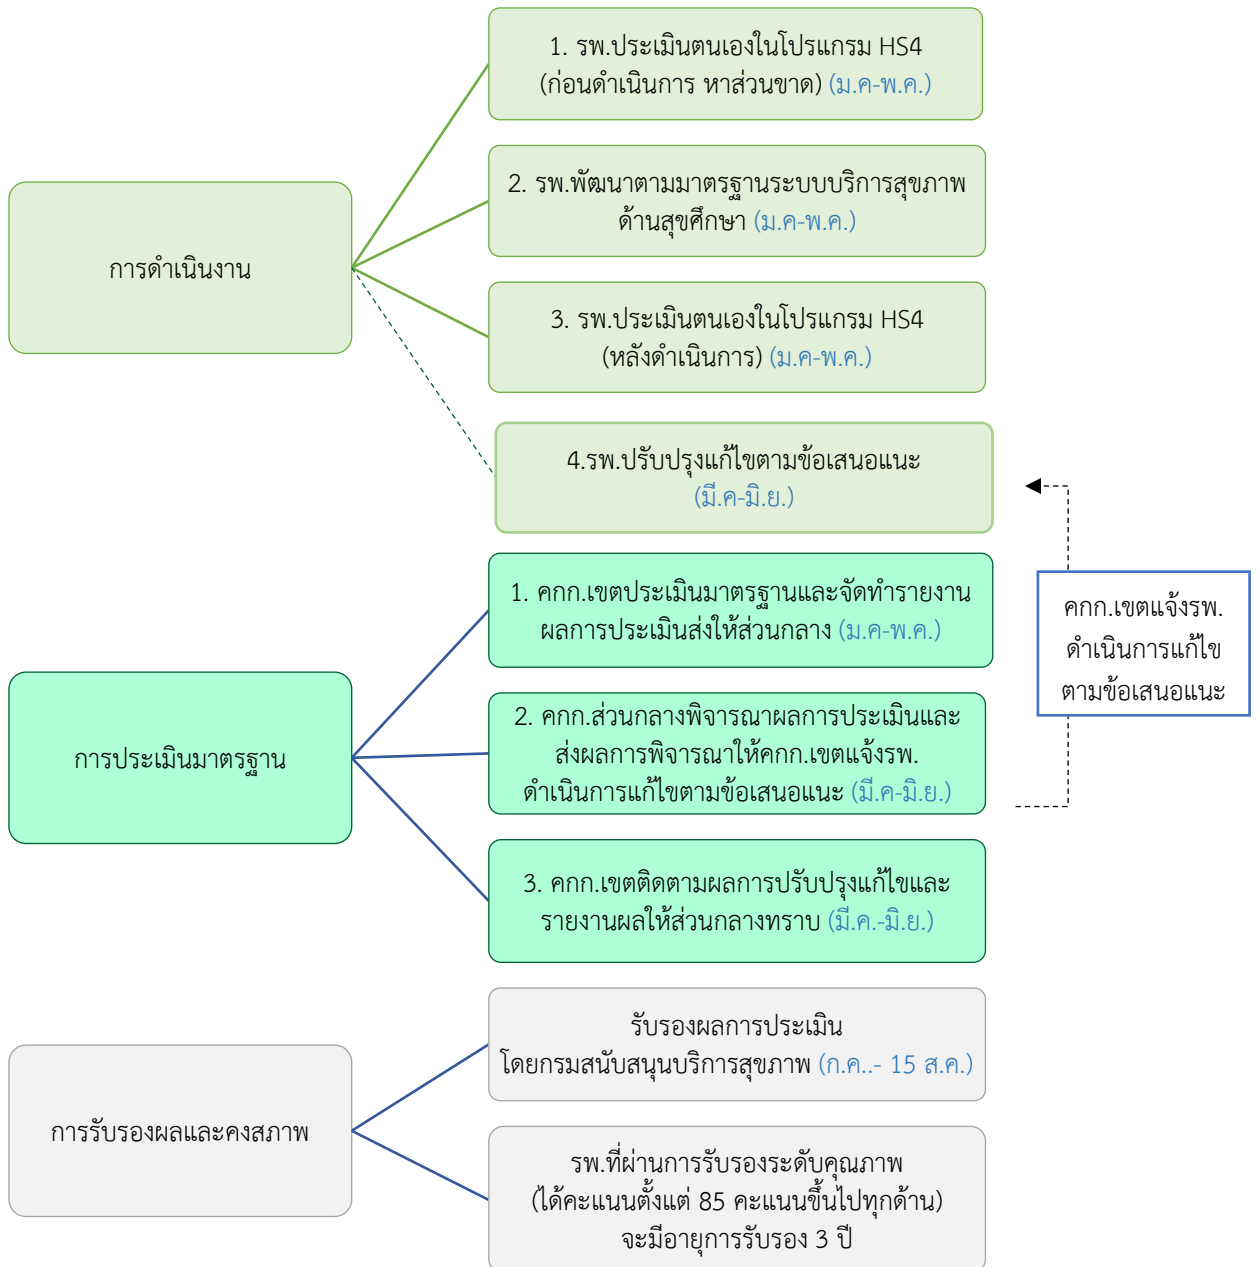 1. รพ.ประเมินตนเองในโปรแกรม HS4
(ก่อนดำเนินการ หาส่วนขาด) (ม.ค-พ.ค.)
2. รพ.พัฒนาตามมาตรฐานระบบบริการสุขภาพ
ด้านสุขศึกษา (ม.ค-พ.ค.)
การดำเนินงาน
3. รพ.ประเมินตนเองในโปรแกรม HS4
(หลังดำเนินการ) (ม.ค-พ.ค.)
4.รพ.ปรับปรุงแก้ไขตามข้อเสนอแนะ
(มี.ค-มิ.ย.)
1. คกก.เขตประเมินมาตรฐานและจัดทำรายงาน
ผลการประเมินส่งให้ส่วนกลาง (ม.ค-พ.ค.)
คกก.เขตแจ้งรพ.
ดำเนินการแก้ไข
ตามข้อเสนอแนะ
การประเมินมาตรฐาน
2. คกก.ส่วนกลางพิจารณาผลการประเมินและ
ส่งผลการพิจารณาให้คกก.เขตแจ้งรพ.
ดำเนินการแก้ไขตามข้อเสนอแนะ (มี.ค-มิ.ย.)
3. คกก.เขตติดตามผลการปรับปรุงแก้ไขและ
รายงานผลให้ส่วนกลางทราบ (มี.ค.-มิ.ย.)
รับรองผลการประเมิน
โดยกรมสนับสนุนบริการสุขภาพ (ก.ค..- 15 ส.ค.)
การรับรองผลและคงสภาพ
รพ.ที่ผ่านการรับรองระดับคุณภาพ
(ได้คะแนนตั้งแต่ 85 คะแนนขึ้นไปทุกด้าน)
จะมีอายุการรับรอง 3 ปี